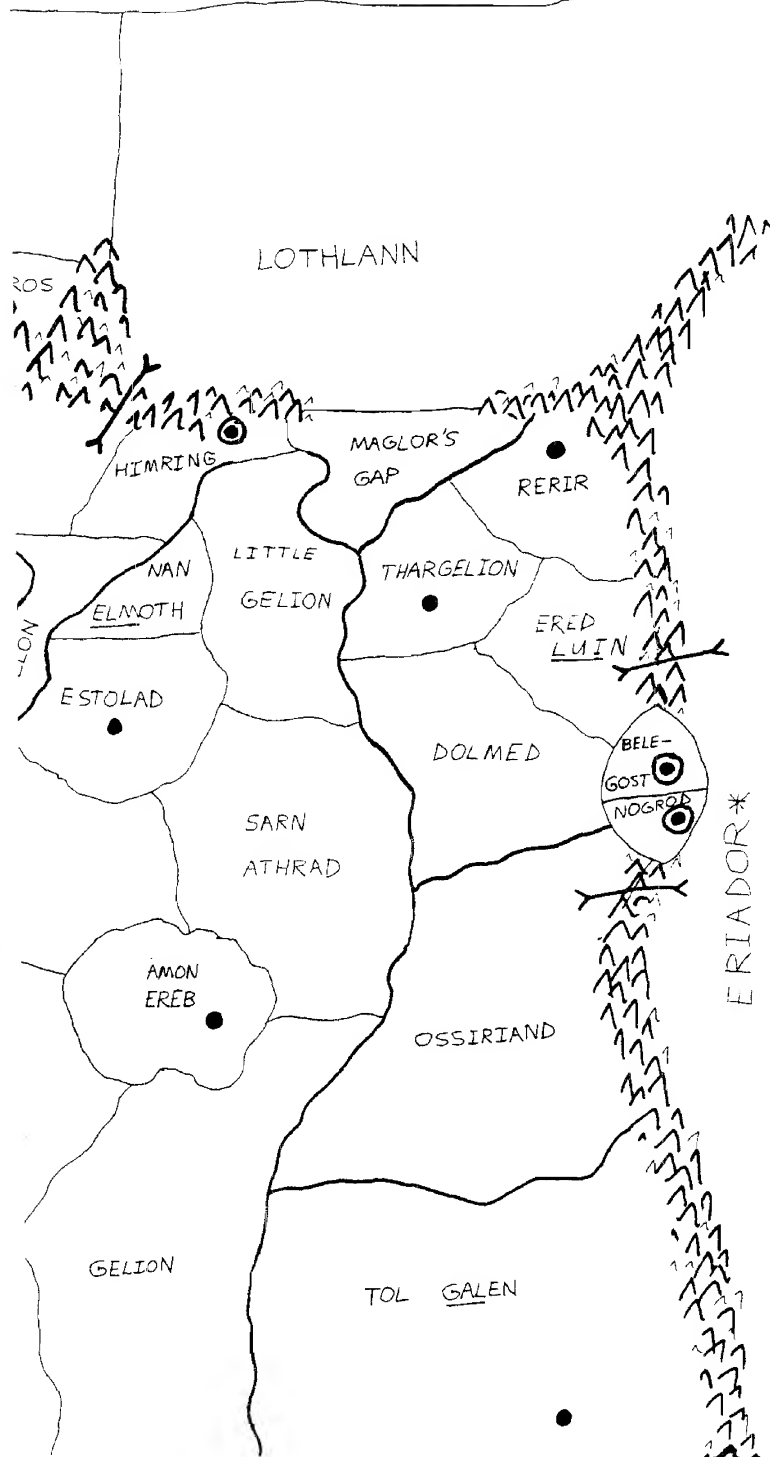 LOTHLANN
ROS
HIMRING
MAGLOR'S
GAP
RERIR
NAN
ELMOTH
LITTLE
GELION
THARGELION
ERED
LUIN
-LON
ESTOLAD
DOLMED
BELE-
GOST
NOGROD
SARN
ATHRAD
ERIADOR*
AMON
EREB
OSSIRIAND
GELION
TOL GALEN